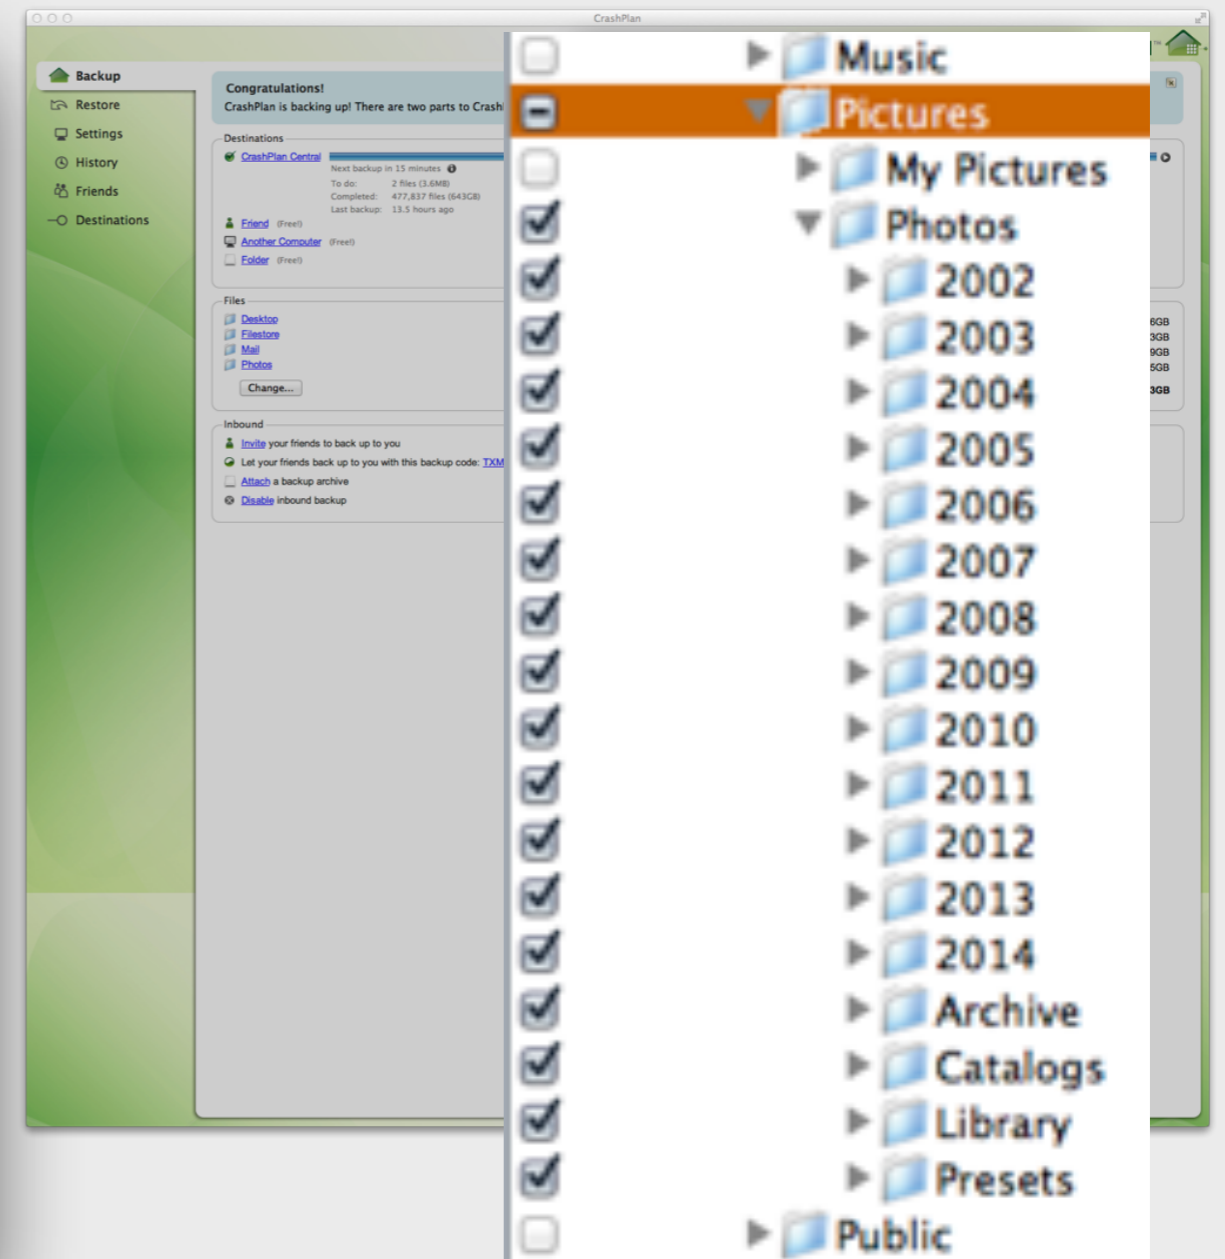 CrashPlan
Backup
Restore
Settings
History
Friends
Destinations
Congratulations!
CrashPlan is backing up! There are two parts to Crash
Destinations
CrashPlan Central
Next backup in 15 minutes
To do: 2 files (3.6MB)
Completed: 477,837 files (643GB)
Last backup: 13.5 hours ago
Friend (Free!)
Another Computer (Free!)
Folder (Free!)
Files
Desktop
Filestore
Mail
Photos
Change...
6GB
3GB
9GB
5GB
3GB
Inbound
Invite your friends to back up to you
Let your friends back up to you with this backup code: TXM
Attach a backup archive
Disable inbound backup
Music
Pictures
My Pictures
Photos
2002
2003
2004
2005
2006
2007
2008
2009
2010
2011
2012
2013
2014
Archive
Catalogs
Library
Presets
Public